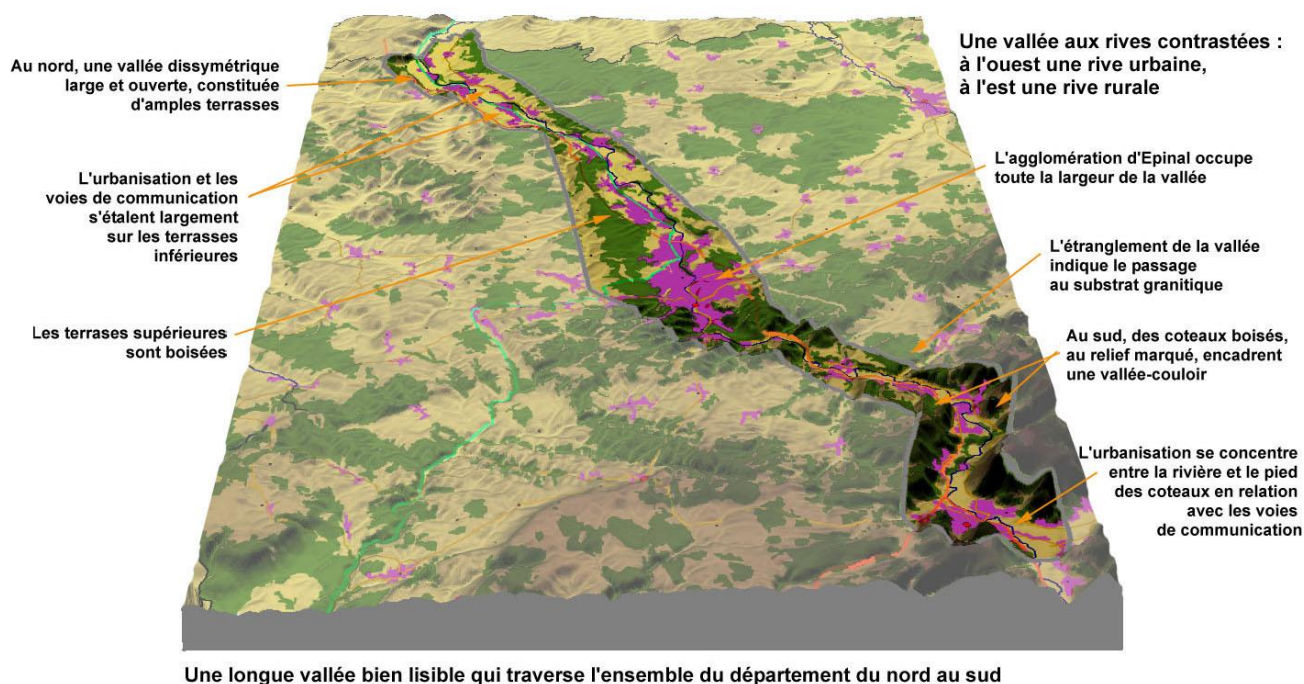 Une vallée aux rives contrastées :
à l'ouest une rive urbaine,
à l'est une rive rurale
Au nord, une vallée dissymétrique
large et ouverte, constituée
d'amples terrasses
L'urbanisation et les
voies de communication
s'étalent largement
sur les terrasses
inférieures
Les terrases supérieures
sont boisées
L'agglomération d'Epinal occupe
toute la largeur de la vallée
L'étranglement de la vallée
indique le passage
au substrat granitique
Au sud, des coteaux boisés,
au relief marqué, encadrent
une vallée-couloir
L'urbanisation se concentre
entre la rivière et le pied
des coteaux en relation
avec les voies
de communication
Une longue vallée bien lisible qui traverse l'ensemble du département du nord au sud